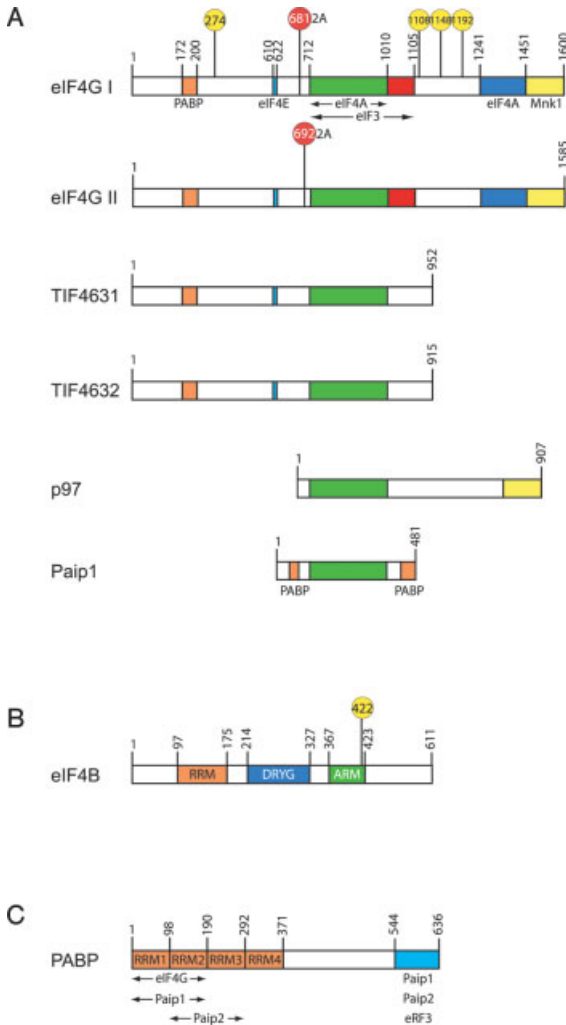 A
274
681 2A
1108 1148 1192
1 172 200 610 622 712 1010 1105 1241 1451 1600
eIF4G I
PABP eIF4E eIF4A eIF4A Mnk1
eIF3
692 2A
1585
eIF4G II
1 952
TIF4631
1 915
TIF4632
1 907
p97
1 481
Paip1
PABP PABP
B
422
1 97 175 214 327 367 423 611
eIF4B
RRM DRYG ARM
C
1 98 190 292 371 544 636
PABP
RRM1 RRM2 RRM3 RRM4
eIF4G Paip1
Paip1 Paip2
Paip2 eRF3